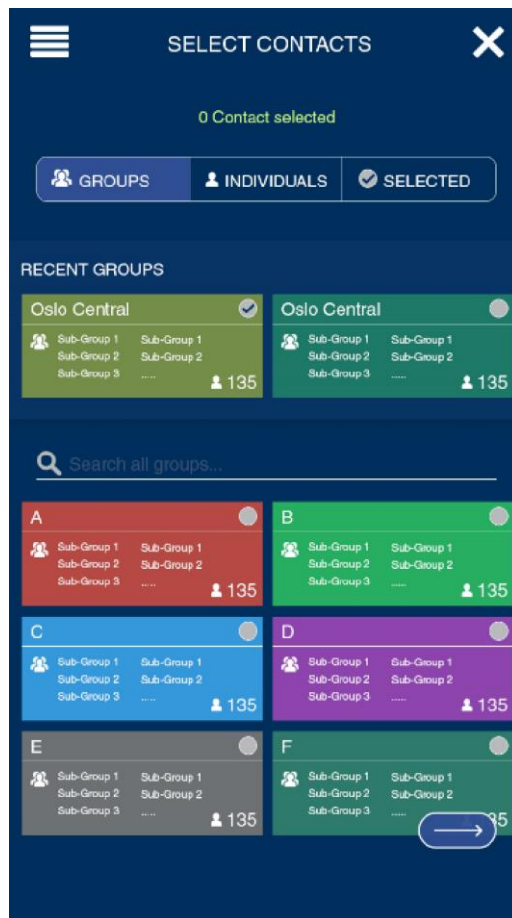 SELECT CONTACTS
0 Contact selected
GROUPS INDIVIDUALS SELECTED
RECENT GROUPS
Oslo Central
Sub-Group 1 Sub-Group 1
Sub-Group 2 Sub-Group 2
Sub-Group 3 .....
135
Oslo Central
Sub-Group 1 Sub-Group 1
Sub-Group 2 Sub-Group 2
Sub-Group 3 .....
135
Search all groups...
A
Sub-Group 1 Sub-Group 1
Sub-Group 2 Sub-Group 2
Sub-Group 3 .....
135
B
Sub-Group 1 Sub-Group 1
Sub-Group 2 Sub-Group 2
Sub-Group 3 .....
135
C
Sub-Group 1 Sub-Group 1
Sub-Group 2 Sub-Group 2
Sub-Group 3 .....
135
D
Sub-Group 1 Sub-Group 1
Sub-Group 2 Sub-Group 2
Sub-Group 3 .....
135
E
Sub-Group 1 Sub-Group 1
Sub-Group 2 Sub-Group 2
Sub-Group 3 .....
135
F
Sub-Group 1 Sub-Group 1
Sub-Group 2 Sub-Group 2
Sub-Group 3 .....